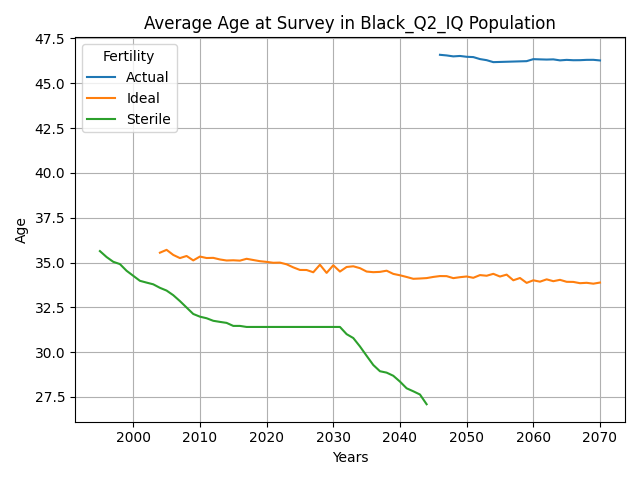 Average Age at Survey in Black_Q2_IQ Population
47.5
45.0
42.5
40.0
37.5
35.0
32.5
30.0
27.5
Age
Fertility
Actual
Ideal
Sterile
2000 2010 2020 2030 2040 2050 2060 2070
Years